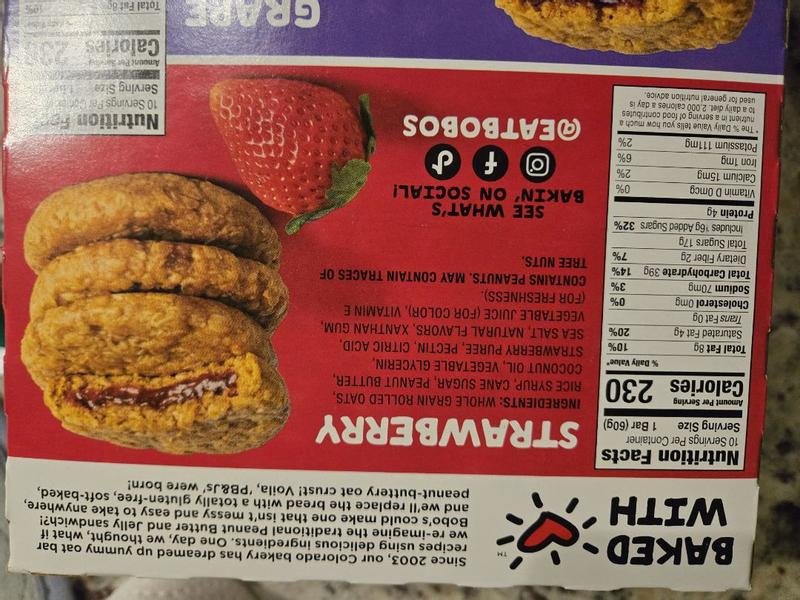 BAKED
WITH
TM
Since 2003, our Colorado bakery has dreamed up yummy oat bar
recipes using delicious ingredients. One day, we thought, what if
we re-imagine the traditional Peanut Butter and Jelly sandwich?!
Bobo's could make one that isn't messy and easy to take anywhere,
and we'll replace the bread with a totally gluten-free, soft-baked,
peanut-buttery oat crust! Voila, 'PB&Js' were born!
Nutrition Facts
10 Servings Per Container
Serving Size 1 Bar (60g)
Amount Per Serving
Calories 230
% Daily Value*
Total Fat 8g 10%
Saturated Fat 4g 20%
Trans Fat 0g
Cholesterol 0mg 0%
Sodium 70mg 3%
Total Carbohydrate 39g 14%
Dietary Fiber 2g 7%
Total Sugars 17g
Includes 16g Added Sugars 32%
Protein 4g
Vitamin D 0mcg 0%
Calcium 15mg 2%
Iron 1mg 6%
Potassium 111mg 2%
* The % Daily Value tells you how much a
nutrient in a serving of food contributes
to a daily diet. 2,000 calories a day is
used for general nutrition advice.
STRAWBERRY
INGREDIENTS: WHOLE GRAIN ROLLED OATS,
RICE SYRUP, CANE SUGAR, PEANUT BUTTER,
COCONUT OIL, VEGETABLE GLYCERIN,
STRAWBERRY PUREE, PECTIN, CITRIC ACID,
SEA SALT, NATURAL FLAVORS, XANTHAN GUM,
VEGETABLE JUICE (FOR COLOR), VITAMIN E
(FOR FRESHNESS).
CONTAINS PEANUTS. MAY CONTAIN TRACES OF
TREE NUTS.
SEE WHAT'S
BAKIN' ON SOCIAL!
@EATBOBOS
Nutrition
10 Servings Per
Serving Size 1
Amount Per Serving
Calories
Total Fat 8g 10%
GRAPE